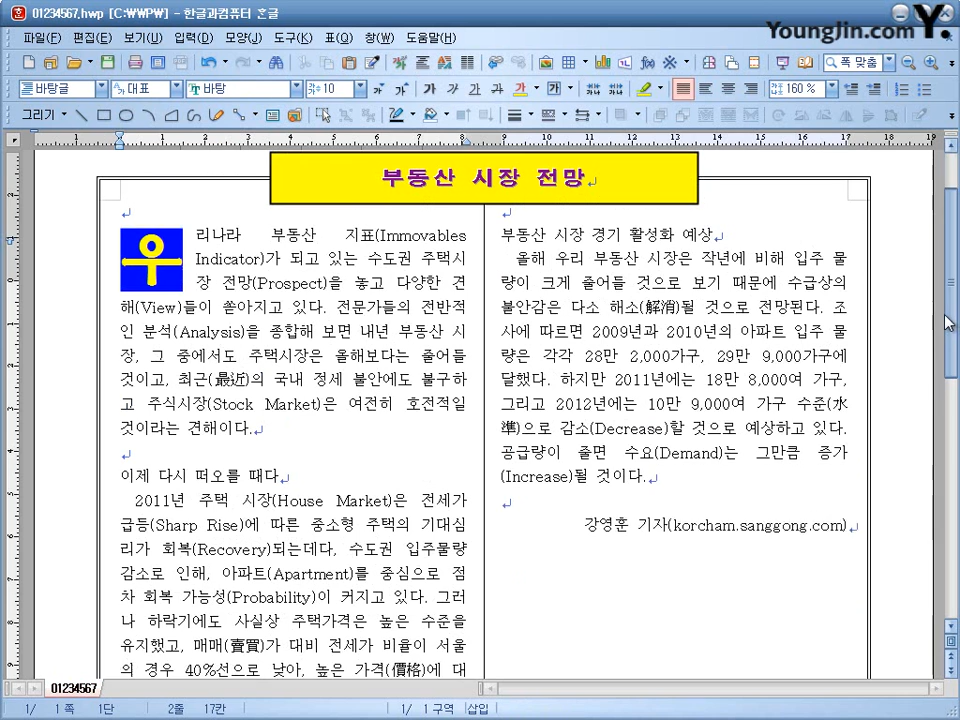 01234567.hwp [C:\WWPW] - 한글과컴퓨터 한글
YoungJin.com Y.
파일(F) 편집(E) 보기(U) 입력(D) 모양(J) 도구(K) 표(Q) 창(W) 도움말(H)
폭 맞춤
바탕글 대표 바탕 10 가 가 가 가 가 가 160 %
그리기
1 2 3 4 5 6 7 8 9 10 11 12 13 14 15 16 17 18 19
부동산 시장 전망
우리나라 부동산 지표(Immovables
Indicator)가 되고 있는 수도권 주택시
장 전망(Prospect)을 놓고 다양한 견
해(View)들이 쏟아지고 있다. 전문가들의 전반적
인 분석(Analysis)을 종합해 보면 내년 부동산 시
장, 그 중에서도 주택시장은 올해보다는 줄어들
것이고, 최근(最近)의 국내 정세 불안에도 불구하
고 주식시장(Stock Market)은 여전히 호전적일
것이라는 견해이다.
이제 다시 떠오를 때다
2011년 주택 시장(House Market)은 전세가
급등(Sharp Rise)에 따른 중소형 주택의 기대심
리가 회복(Recovery)되는데다, 수도권 입주물량
감소로 인해, 아파트(Apartment)를 중심으로 점
차 회복 가능성(Probability)이 커지고 있다. 그러
나 하락기에도 사실상 주택가격은 높은 수준을
유지했고, 매매(賣買)가 대비 전세가 비율이 서울
의 경우 40%선으로 낮아, 높은 가격(價格)에 대
부동산 시장 경기 활성화 예상
올해 우리 부동산 시장은 작년에 비해 입주 물
량이 크게 줄어들 것으로 보기 때문에 수급상의
불안감은 다소 해소(解消)될 것으로 전망된다. 조
사에 따르면 2009년과 2010년의 아파트 입주 물
량은 각각 28만 2,000가구, 29만 9,000가구에
달했다. 하지만 2011년에는 18만 8,000여 가구,
그리고 2012년에는 10만 9,000여 가구 수준(水
準)으로 감소(Decrease)할 것으로 예상하고 있다.
공급량이 줄면 수요(Demand)는 그만큼 증가
(Increase)될 것이다.
강영훈 기자(korcham.sanggong.com)
01234567
1/ 1 쪽 1단 2줄 17칸 1/ 1 구역 삽입